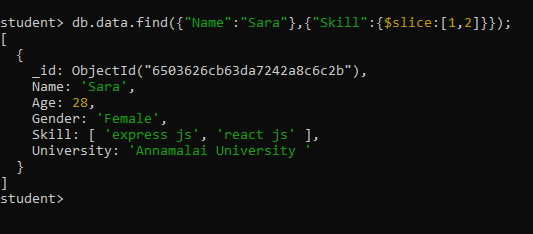 student> db.data.find({"Name":"Sara"},{"Skill":{$slice:[1,2]}});
[
  {
    _id: ObjectId("6503626cb63da7242a8c6c2b"),
    Name: 'Sara',
    Age: 28,
    Gender: 'Female',
    Skill: [ 'express js', 'react js' ],
    University: 'Annamalai University '
  }
]
student>